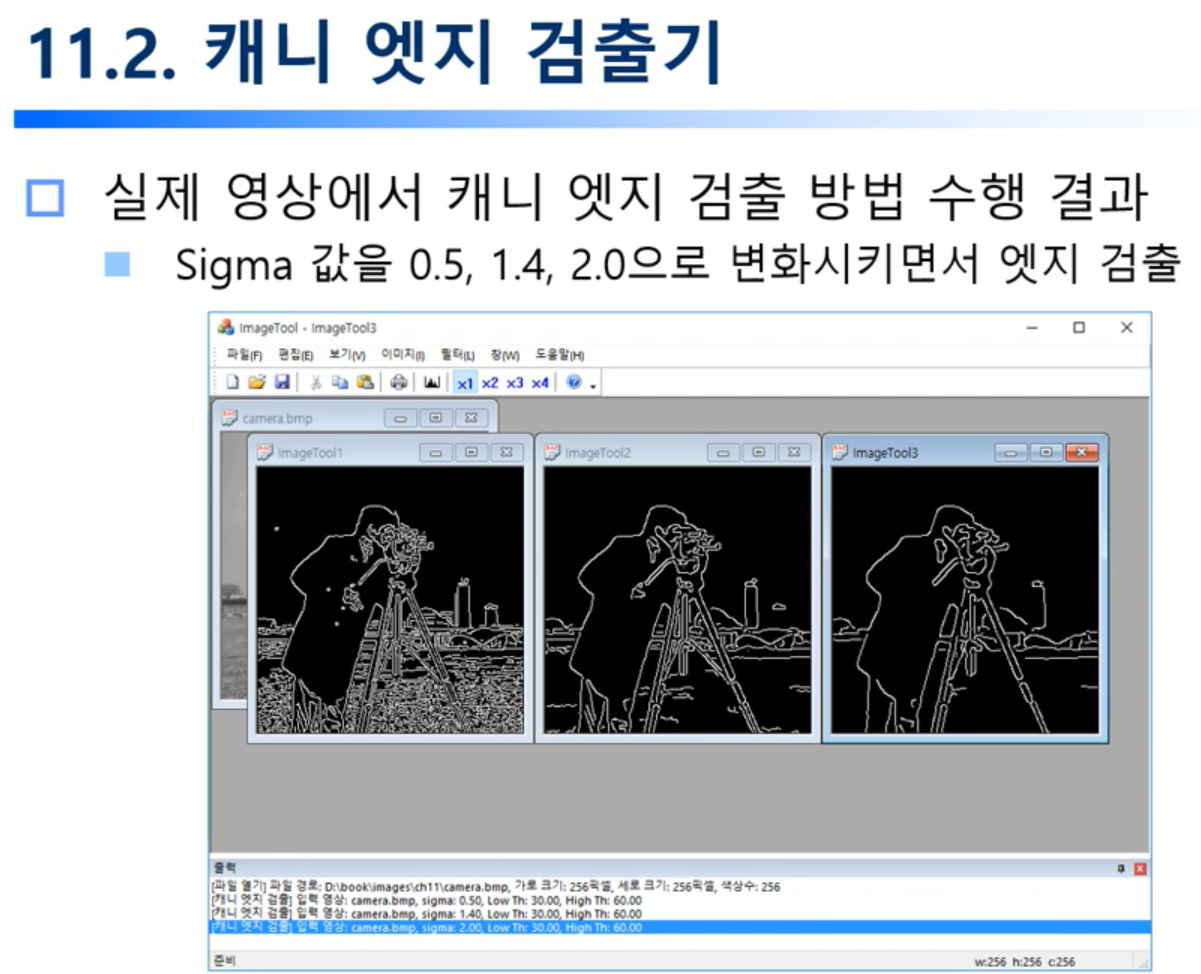 11.2. 캐니 엣지 검출기
실제 영상에서 캐니 엣지 검출 방법 수행 결과
Sigma 값을 0.5, 1.4, 2.0으로 변화시키면서 엣지 검출
ImageTool - ImageTool3
파일(F) 편집(E) 보기(V) 이미지(I) 필터(L) 창(W) 도움말(H)
x1 x2 x3 x4
camera.bmp
ImageTool1 ImageTool2 ImageTool3
출력
[파일 열기] 파일 경로: D:\book\images\ch11\camera.bmp, 가로 크기: 256픽셀, 세로 크기: 256픽셀, 색상수: 256
[캐니 엣지 검출] 입력 영상: camera.bmp, sigma: 0.50, Low Th: 30.00, High Th: 60.00
[캐니 엣지 검출] 입력 영상: camera.bmp, sigma: 1.40, Low Th: 30.00, High Th: 60.00
[캐니 엣지 검출] 입력 영상: camera.bmp, sigma: 2.00, Low Th: 30.00, High Th: 60.00
준비 w:256 h:256 c:256